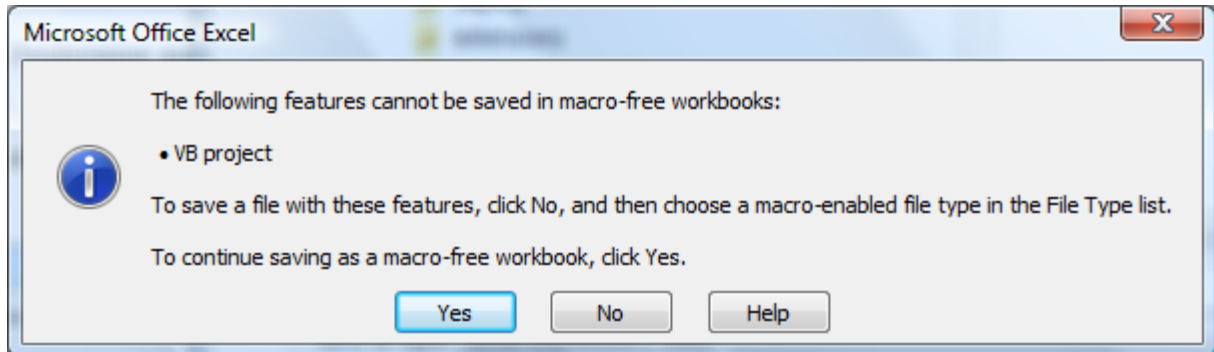 Microsoft Office Excel
The following features cannot be saved in macro-free workbooks:
• VB project
To save a file with these features, click No, and then choose a macro-enabled file type in the File Type list.
To continue saving as a macro-free workbook, click Yes.
Yes No Help